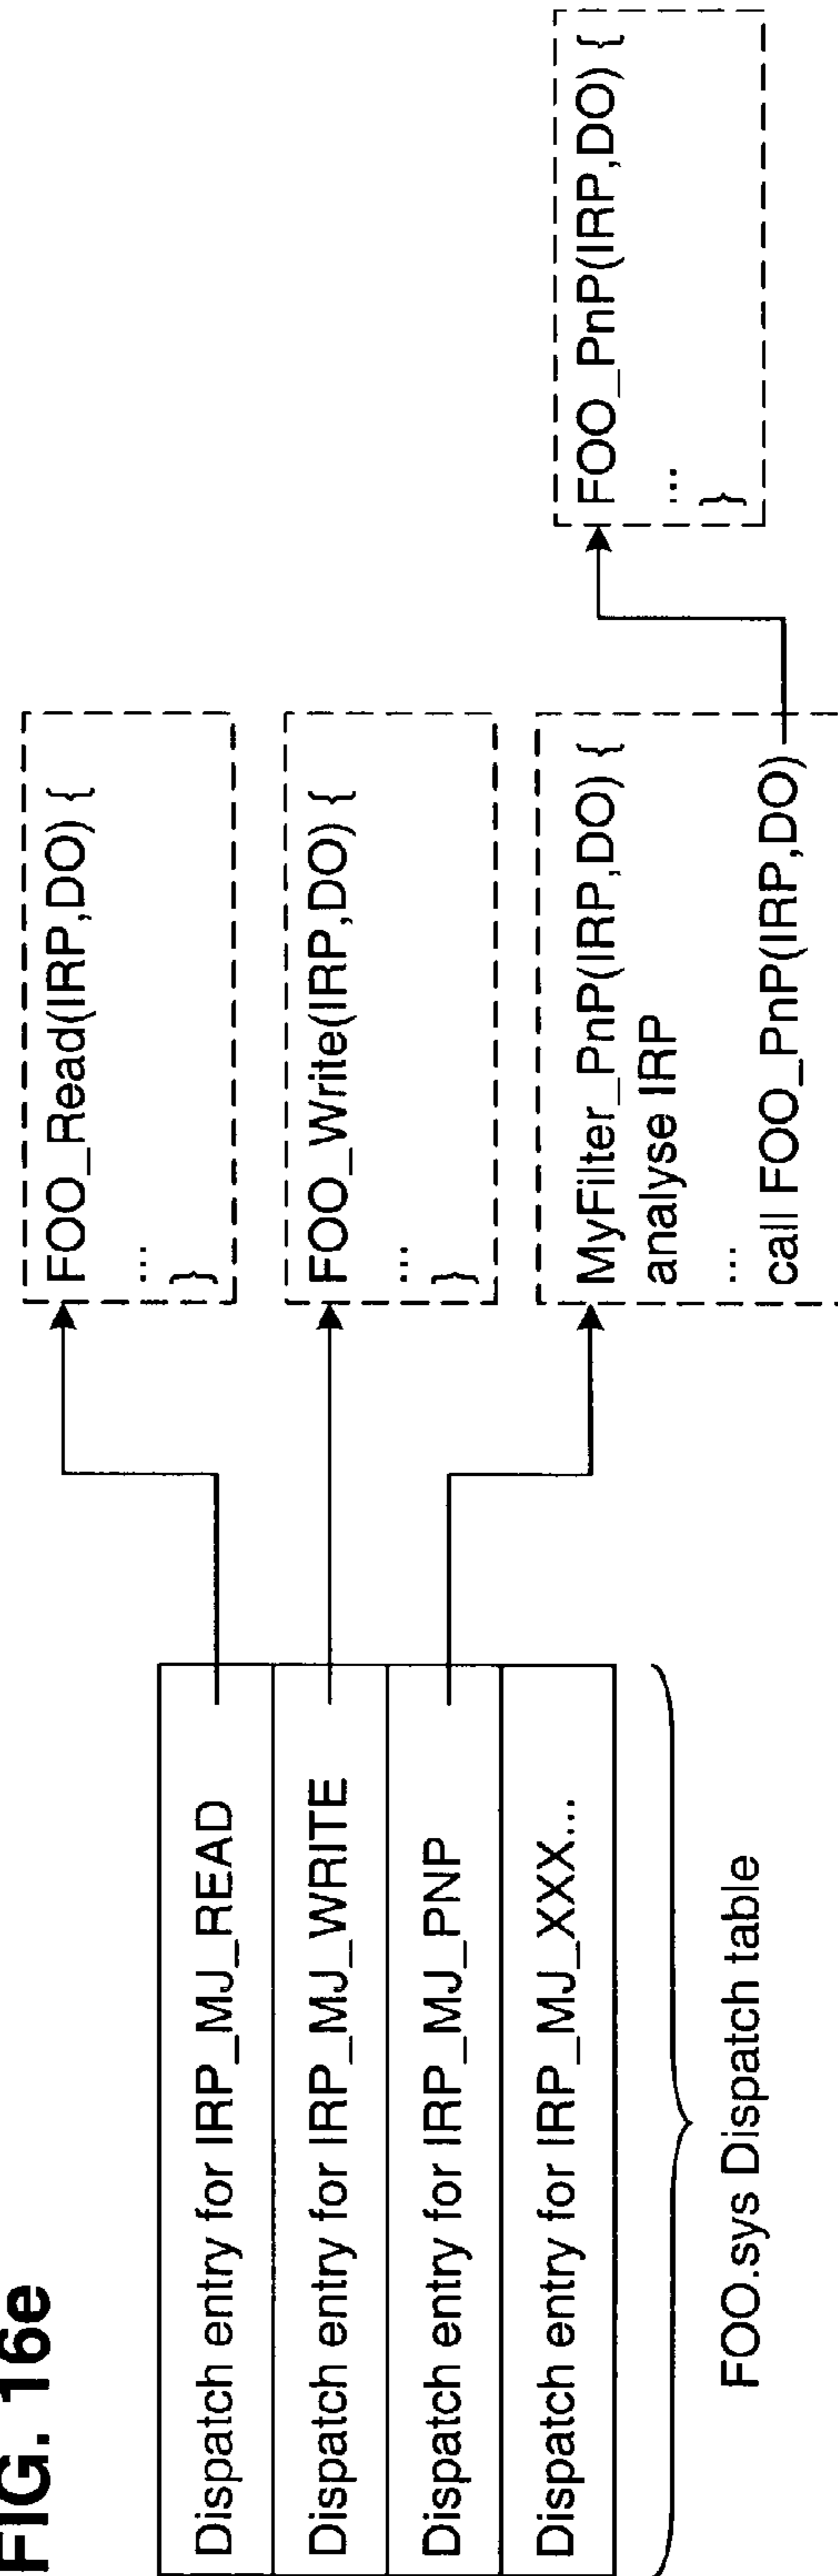 FIG. 16e
Dispatch entry for IRP_MJ_READ
Dispatch entry for IRP_MJ_WRITE
Dispatch entry for IRP_MJ_PNP
Dispatch entry for IRP_MJ_XXX...
FOO.sys Dispatch table
FOO_Read(IRP,DO) {
...
}
FOO_Write(IRP,DO) {
...
}
MyFilter_PnP(IRP,DO) {
analyse IRP
...
call FOO_PnP(IRP,DO)
FOO_PnP(IRP,DO) {
...
}